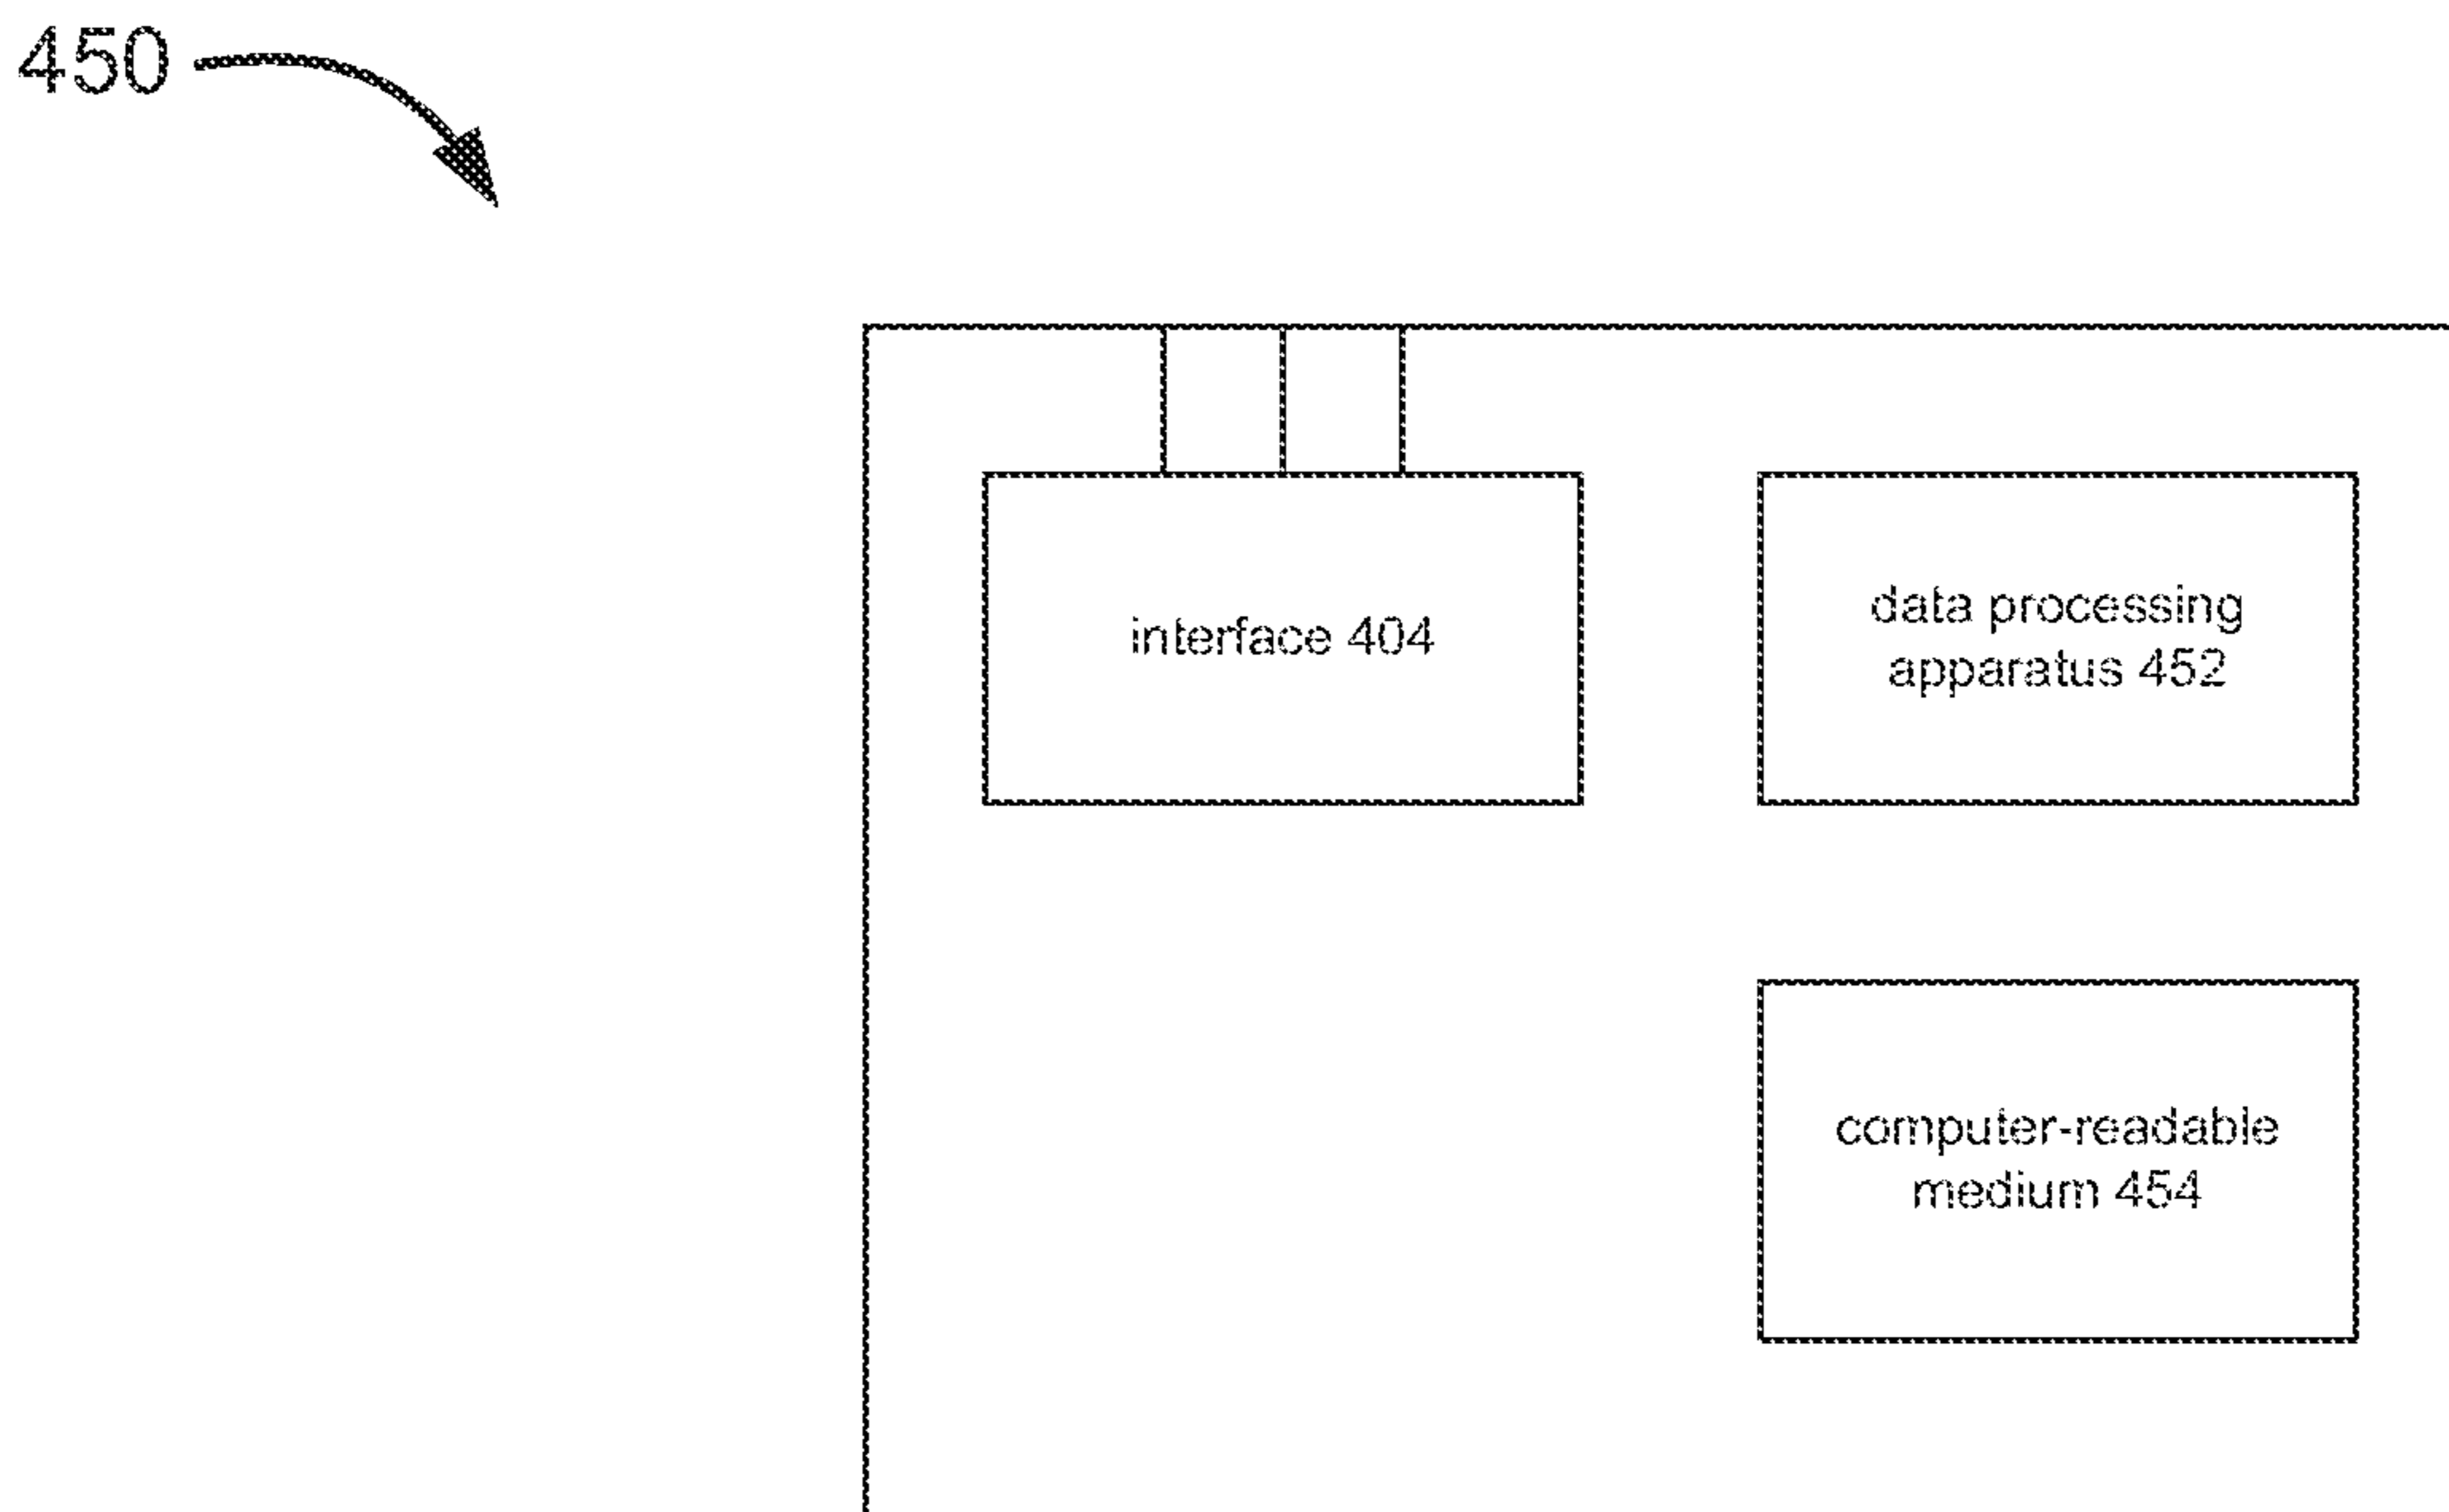 450
interface 404
data processing
apparatus 452
computer-readable
medium 454